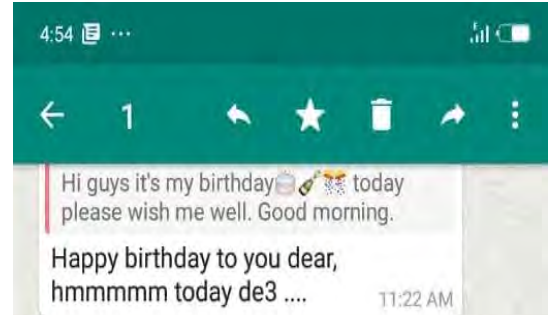 4:54
1
Hi guys it's my birthday🎂🍾🎊 today
please wish me well. Good morning.
Happy birthday to you dear,
hmmmmm today de3 ....
11:22 AM